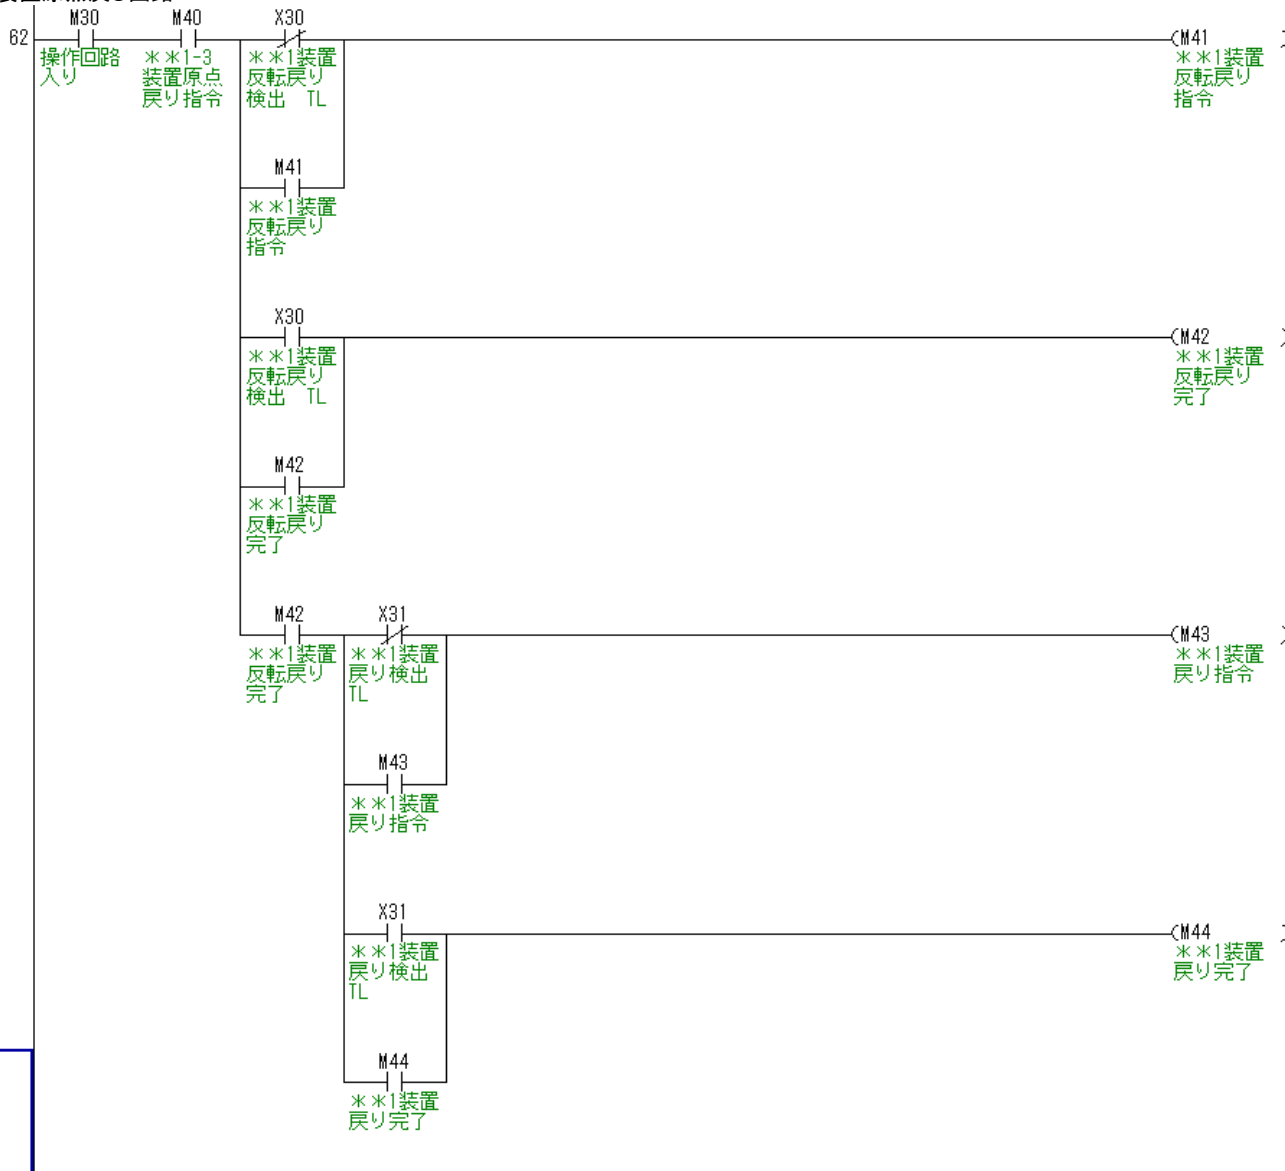 M30 M40 X30
62 (M41
操作回路 **1-3 **1装置 **1装置
入り 装置原点 反転戻り 反転戻り
戻り指令 検出 TL 指令
M41
**1装置
反転戻り
指令
X30
(M42
**1装置 **1装置
反転戻り 反転戻り
検出 TL 完了
M42
**1装置
反転戻り
完了
M42 X31
(M43
**1装置 **1装置 **1装置
反転戻り 戻り検出 戻り指令
完了 TL
M43
**1装置
戻り指令
X31
(M44
**1装置 **1装置
戻り検出 戻り完了
TL
M44
**1装置
戻り完了